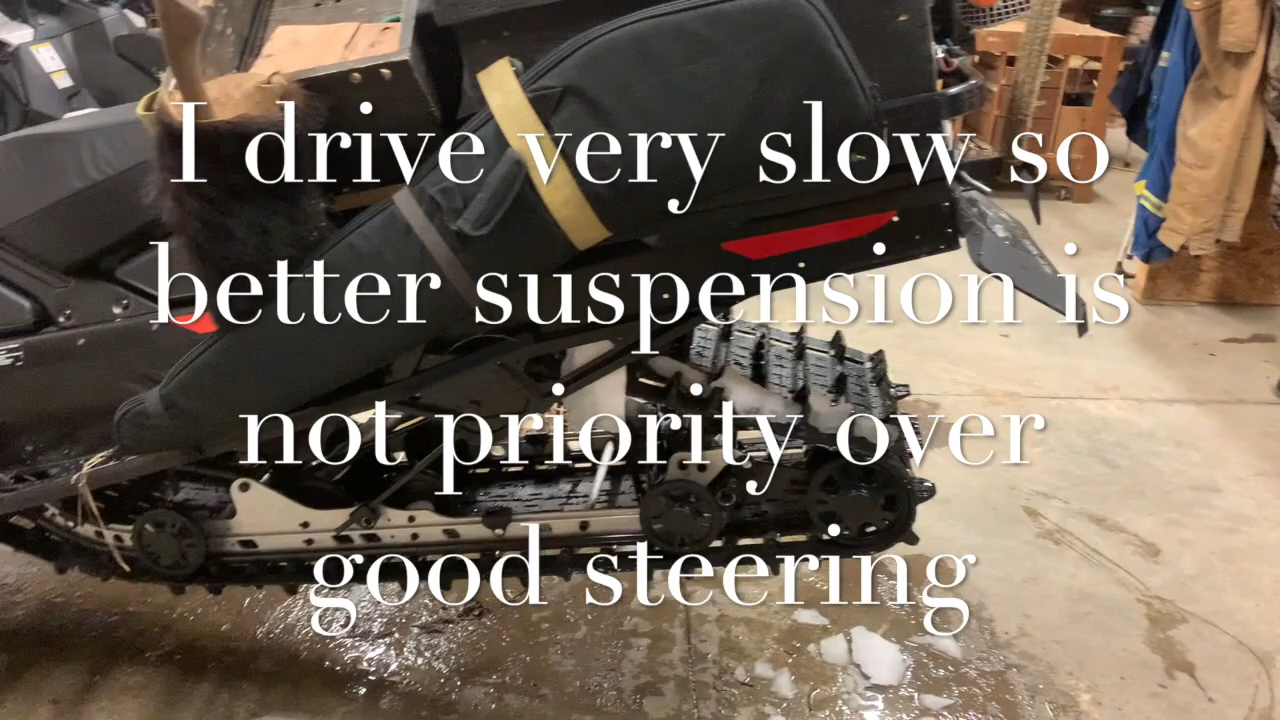 I drive very slow so
better suspension is
not priority over
good steering